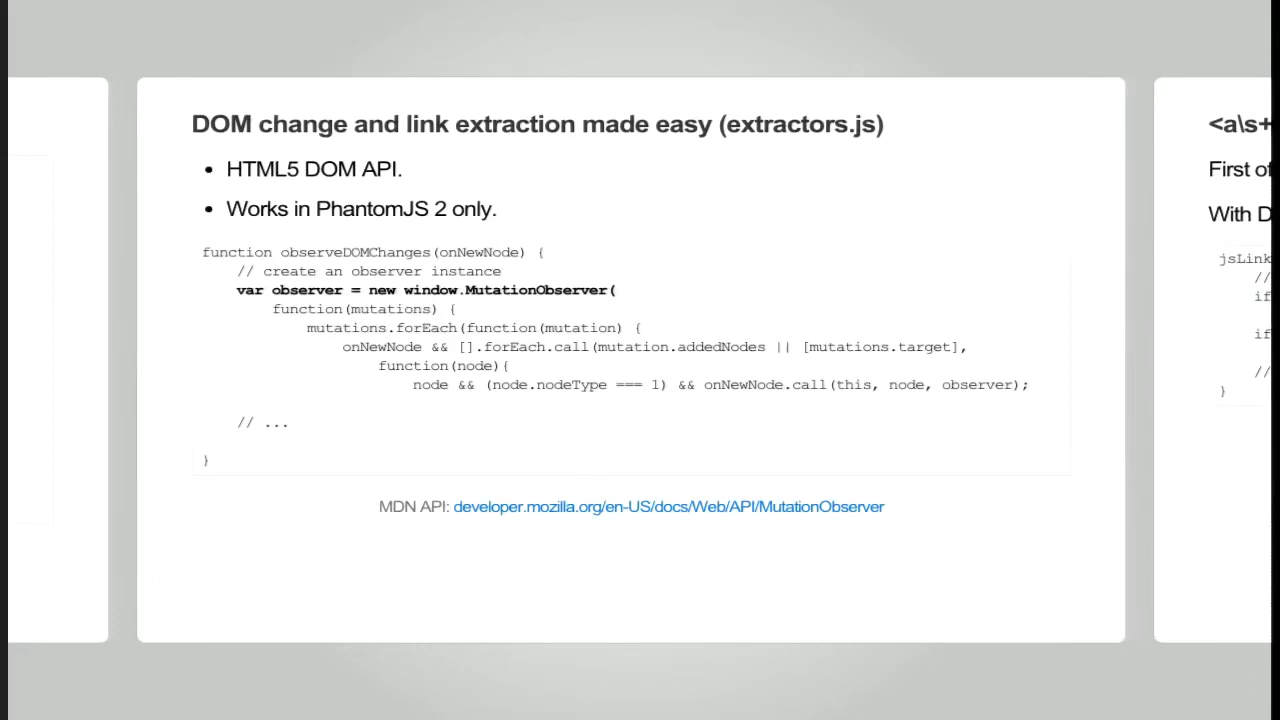 DOM change and link extraction made easy (extractors.js)
• HTML5 DOM API.
• Works in PhantomJS 2 only.
function observeDOMChanges(onNewNode) {
// create an observer instance
var observer = new window.MutationObserver(
function(mutations) {
mutations.forEach(function(mutation) {
onNewNode && [].forEach.call(mutation.addedNodes || [mutations.target],
function(node){
node && (node.nodeType === 1) && onNewNode.call(this, node, observer);
// ...
}
MDN API: developer.mozilla.org/en-US/docs/Web/API/MutationObserver
<a\s+
First of
With D
jsLink
//
if
if
//
}